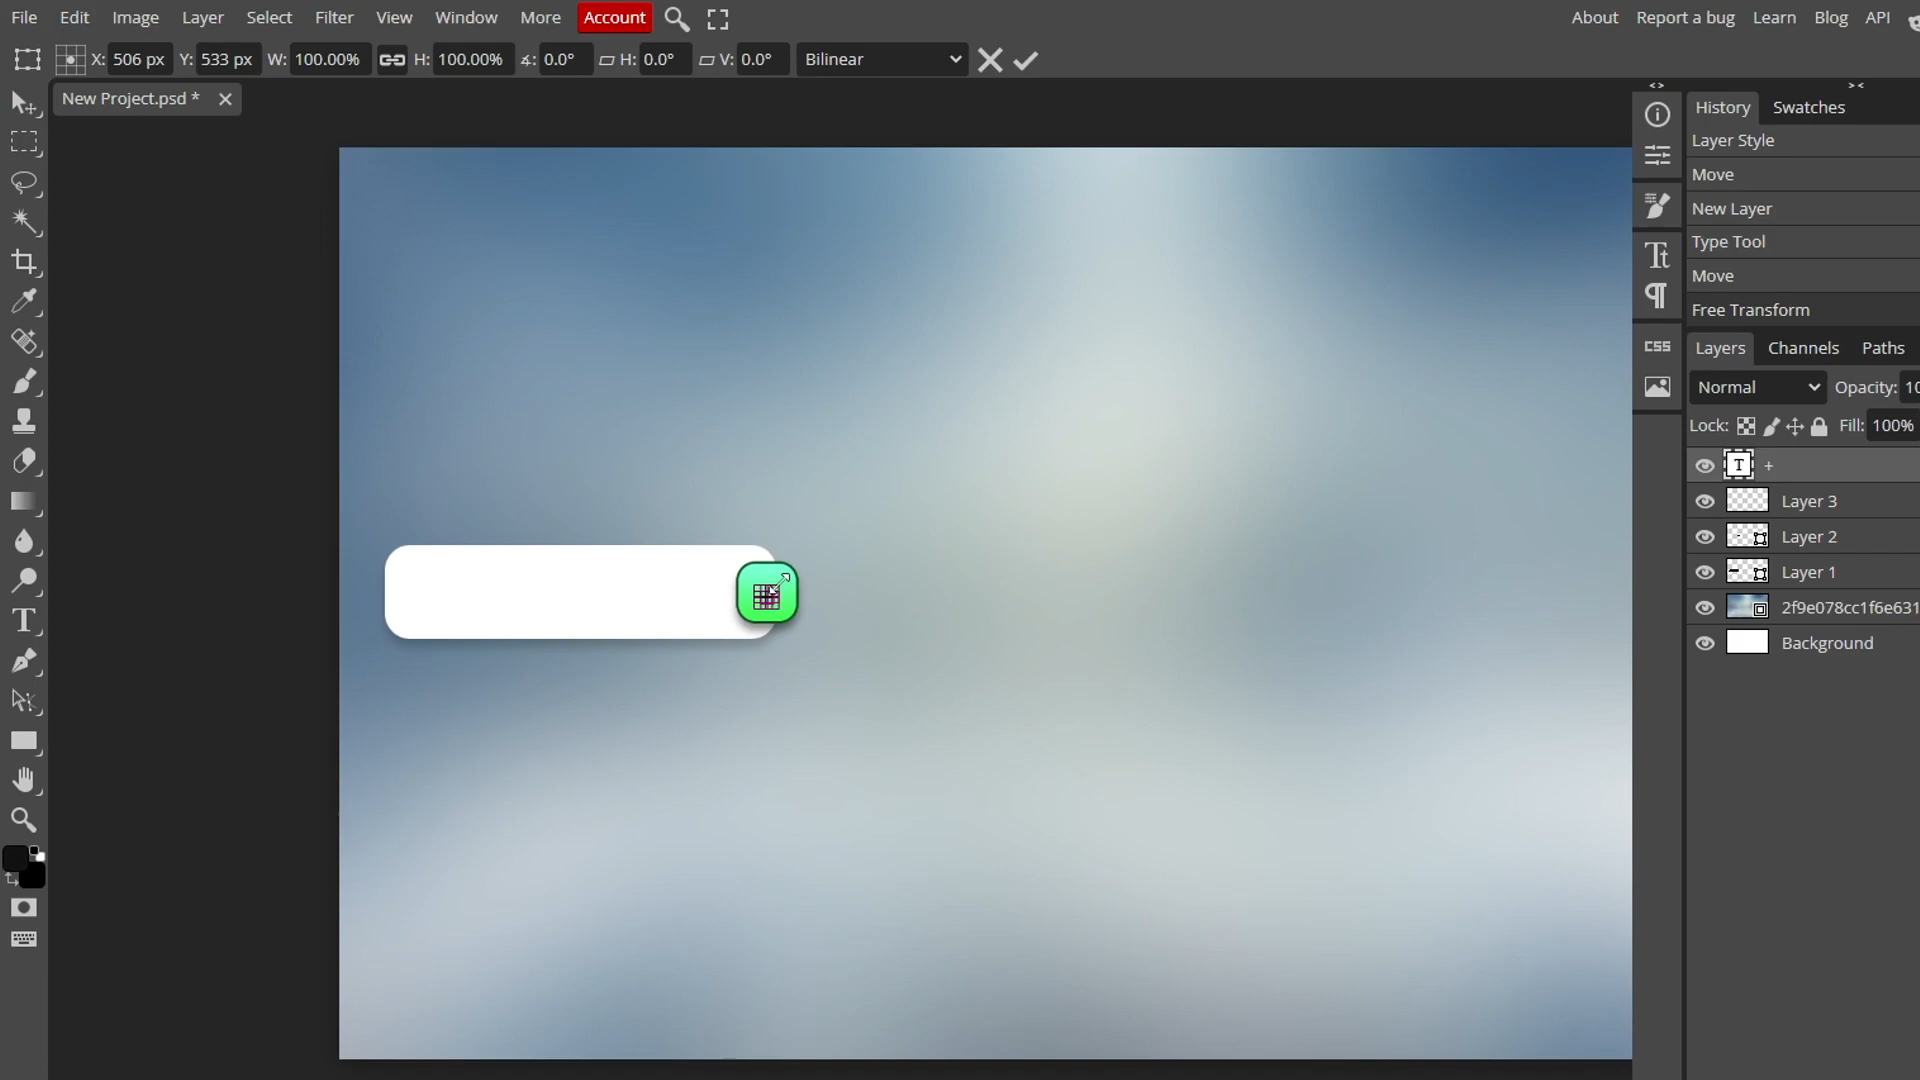 File Edit Image Layer Select Filter View Window More Account About Report a bug Learn Blog API
X: 506 px Y: 533 px W: 100.00% H: 100.00% ∡: 0.0° H: 0.0° V: 0.0° Bilinear
New Project.psd *
< > > <
History Swatches
Layer Style
Move
New Layer
Type Tool
Move
Free Transform
CSS
Layers Channels Paths
Normal Opacity: 10
Lock: Fill: 100%
T +
Layer 3
Layer 2
Layer 1
2f9e078cc1f6e631
Background